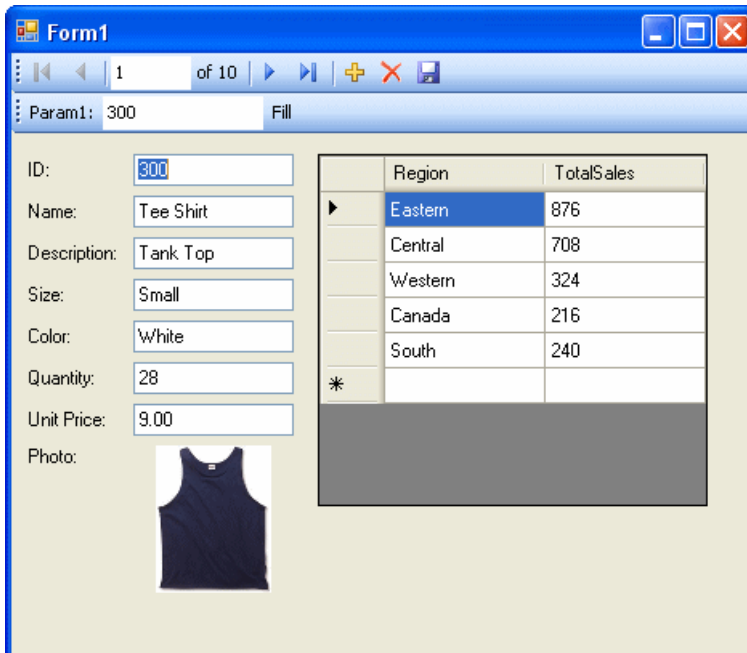 Form1
1 of 10
Param1: 300 Fill
ID: 300
Name: Tee Shirt
Description: Tank Top
Size: Small
Color: White
Quantity: 28
Unit Price: 9.00
Photo:
Region TotalSales
Eastern 876
Central 708
Western 324
Canada 216
South 240